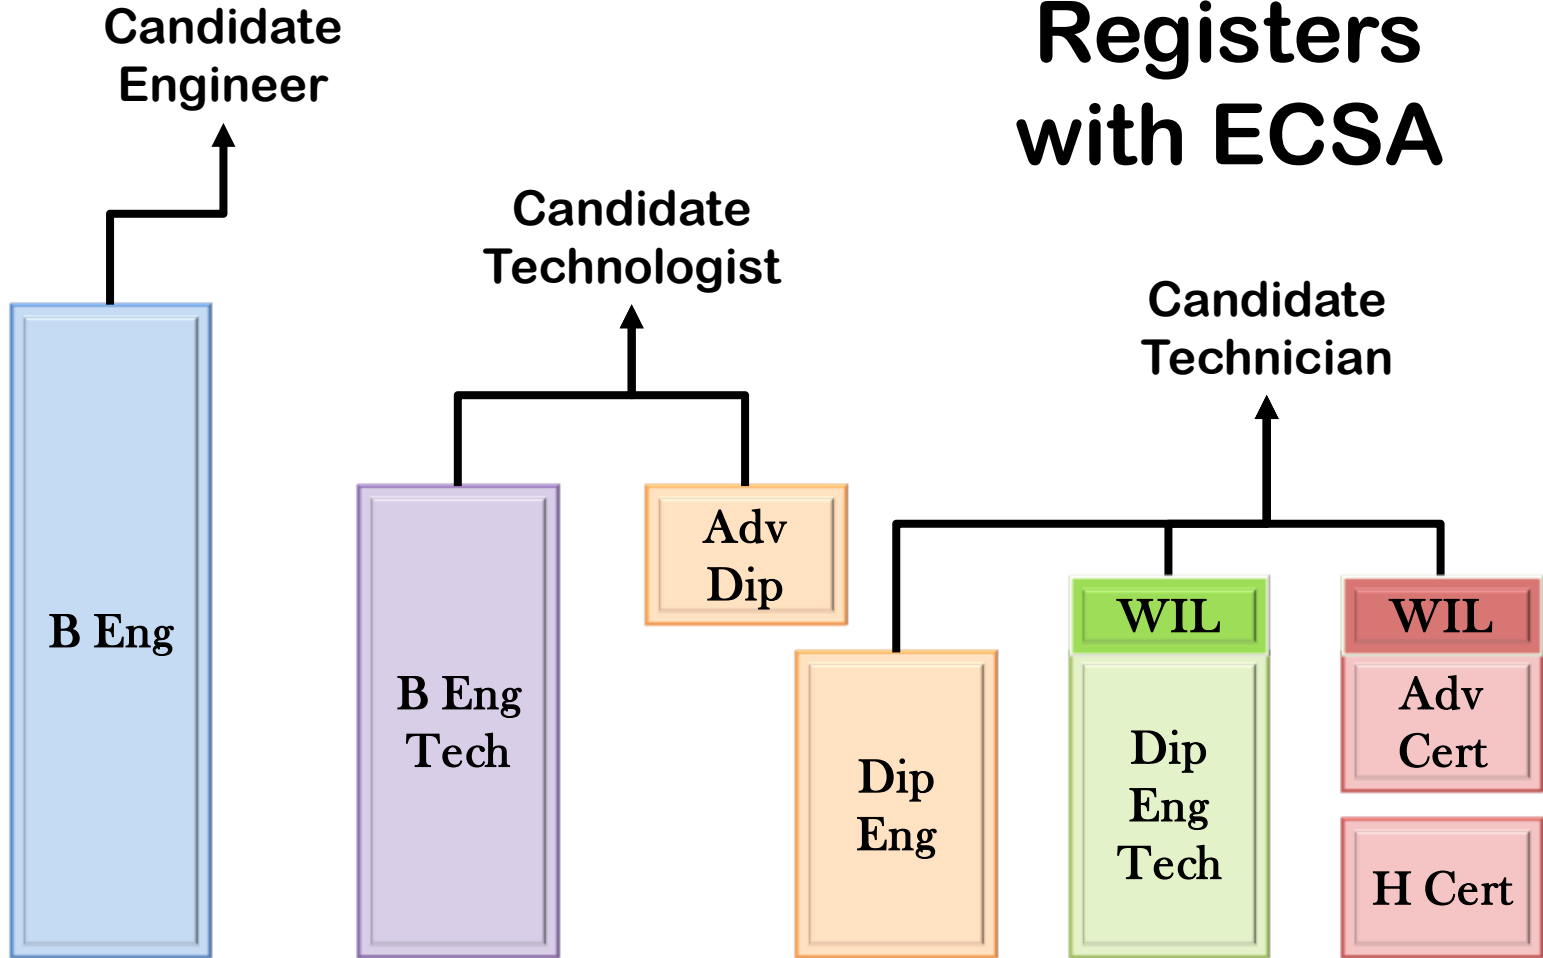 Registers
with ECSA
Candidate
Engineer
Candidate
Technologist
Candidate
Technician
B Eng
B Eng
Tech
Adv
Dip
Dip
Eng
WIL
Dip
Eng
Tech
WIL
Adv
Cert
H Cert